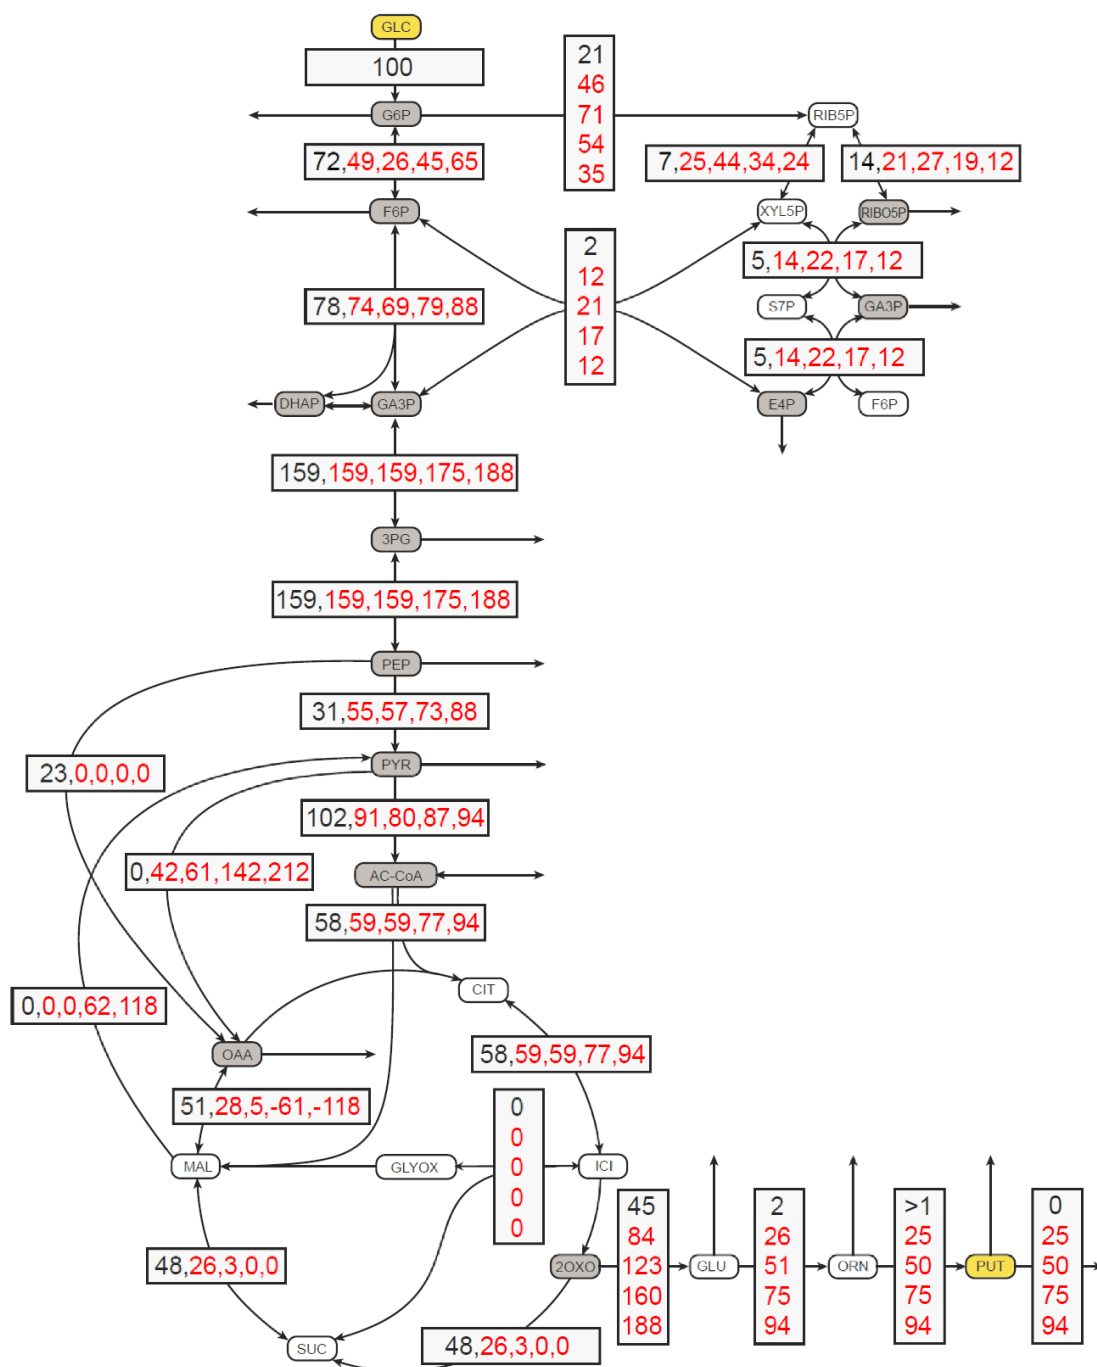 GLC
100
21
46
71
54
35
G6P
RIB5P
72,49,26,45,65
7,25,44,34,24
14,21,27,19,12
F6P
XYL5P
RIBO5P
2
12
21
17
12
5,14,22,17,12
78,74,69,79,88
S7P
GA3P
5,14,22,17,12
DHAP
GA3P
E4P
F6P
159,159,159,175,188
3PG
159,159,159,175,188
PEP
31,55,57,73,88
23,0,0,0,0
PYR
102,91,80,87,94
0,42,61,142,212
AC-CoA
58,59,59,77,94
CIT
0,0,0,62,118
OAA
58,59,59,77,94
51,28,5,-61,-118
0
0
0
0
0
MAL
GLYOX
ICI
45
84
123
160
188
2
26
51
75
94
>1
25
50
75
94
0
25
50
75
94
48,26,3,0,0
2OXO
GLU
ORN
PUT
SUC
48,26,3,0,0